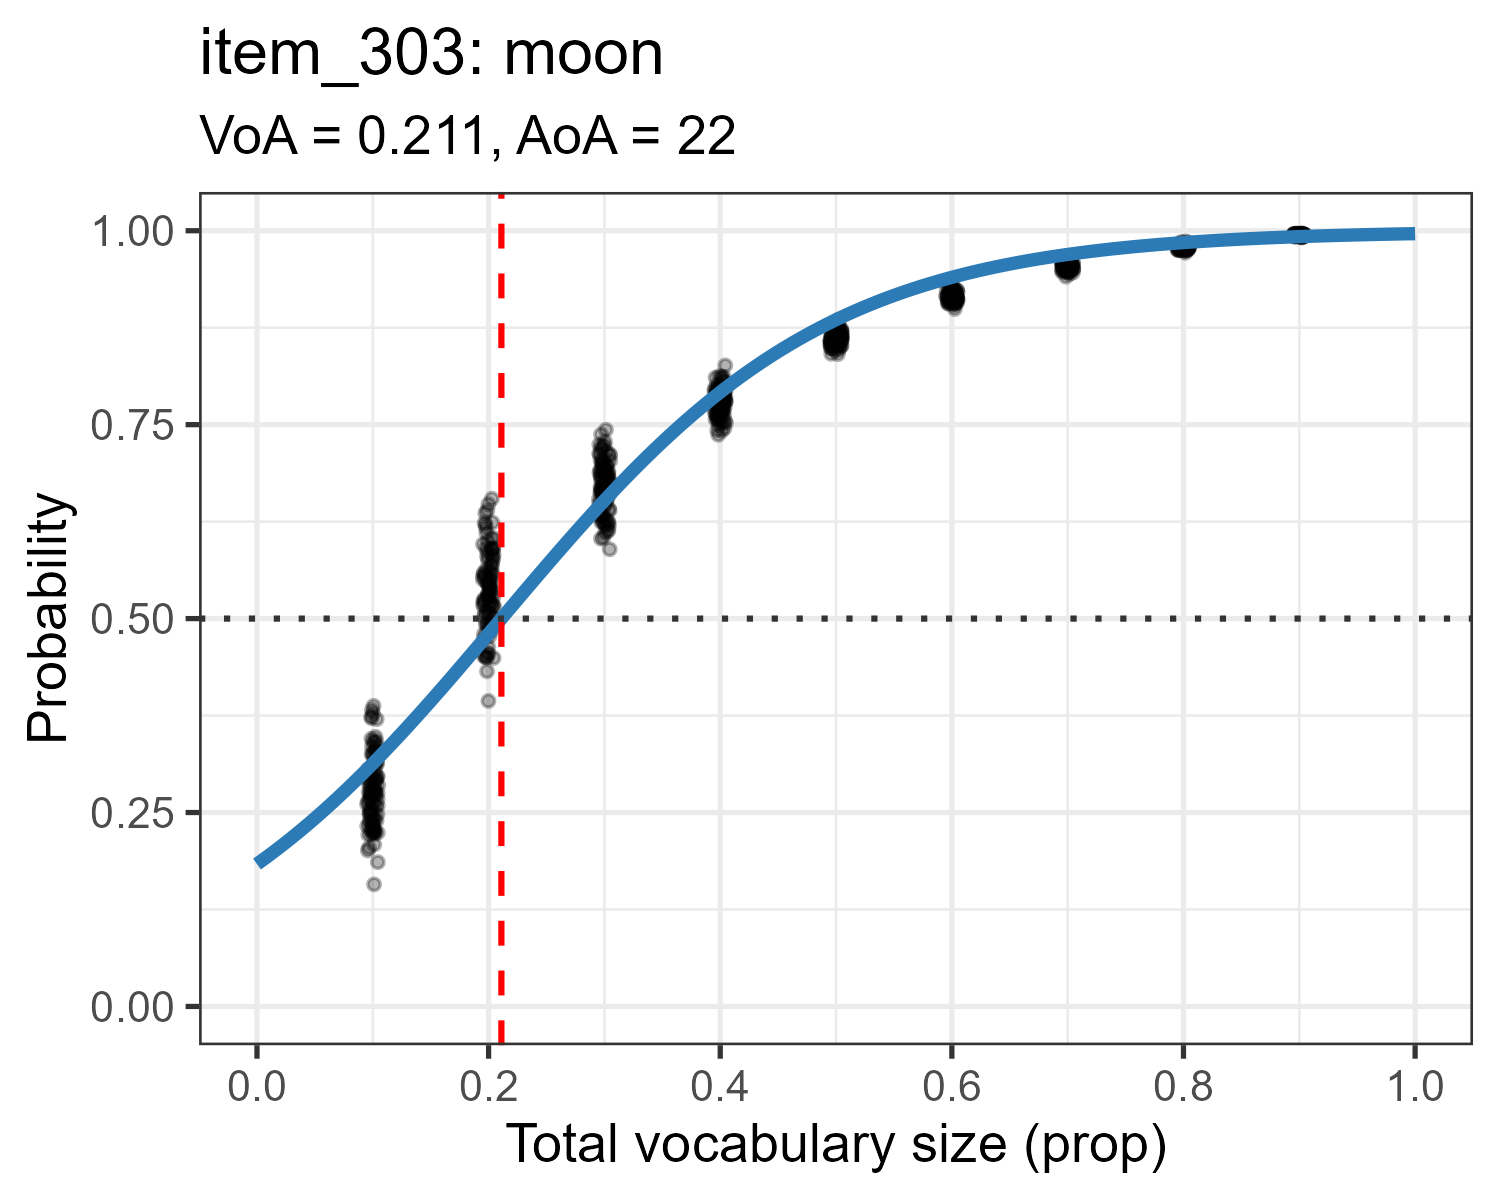 item_303: moon
VoA = 0.211, AoA = 22
Probability
1.00
0.75
0.50
0.25
0.00
0.0 0.2 0.4 0.6 0.8 1.0
Total vocabulary size (prop)